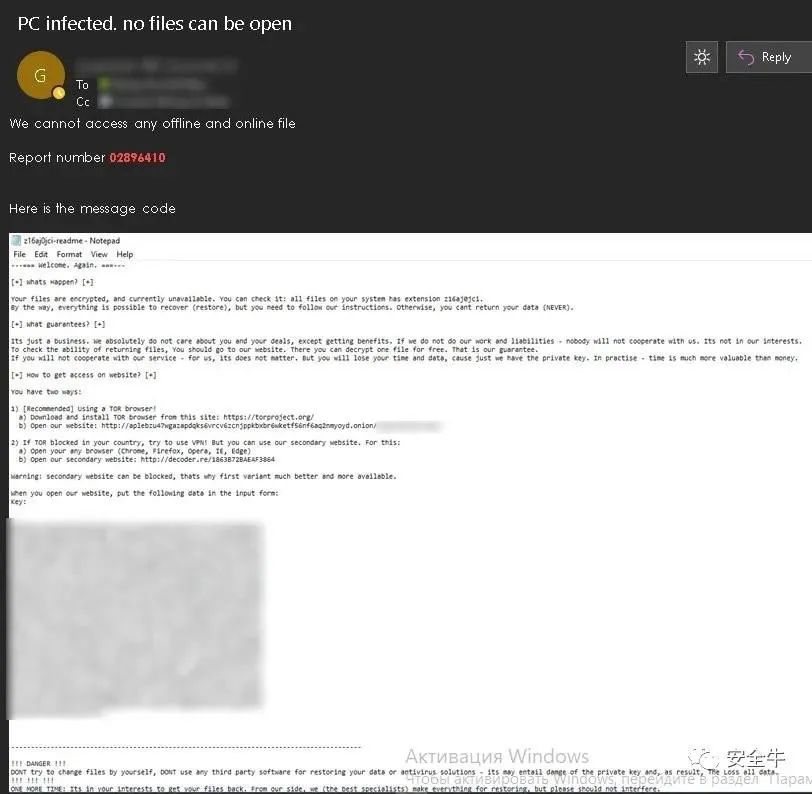 PC infected. no files can be open
G
To
Cc
Reply
We cannot access any offline and online file
Report number 02896410
Here is the message code
z16aj0jci-readme - Notepad
File Edit Format View Help
---=== Welcome. Again. ===---
[+] Whats Happen? [+]
Your files are encrypted, and currently unavailable. You can check it: all files on your system has extension z16aj0jci.
By the way, everything is possible to recover (restore), but you need to follow our instructions. Otherwise, you cant return your data (NEVER).
[+] What guarantees? [+]
Its just a business. We absolutely do not care about you and your deals, except getting benefits. If we do not do our work and liabilities - nobody will not cooperate with us. Its not in our interests.
To check the ability of returning files, You should go to our website. There you can decrypt one file for free. That is our guarantee.
If you will not cooperate with our service - for us, its does not matter. But you will lose your time and data, cause just we have the private key. In practise - time is much more valuable than money.
[+] How to get access on website? [+]
You have two ways:
1) [Recommended] Using a TOR browser!
a) Download and install TOR browser from this site: https://torproject.org/
b) Open our website: http://aplebzu47wgazapdqks6vrcv6zcnjppkbxbr6wketf56nf6aq2nmyoyd.onion/
2) If TOR blocked in your country, try to use VPN! But you can use our secondary website. For this:
a) Open your any browser (Chrome, Firefox, Opera, IE, Edge)
b) Open our secondary website: http://decoder.re/1863B72BAEAF3864
Warning: secondary website can be blocked, thats why first variant much better and more available.
When you open our website, put the following data in the input form:
Key:
!!! DANGER !!!
DONT try to change files by yourself, DONT use any third party software for restoring your data or antivirus solutions - its may entail damge of the private key and, as result, The Loss all data.
!!! !!! !!!
ONE MORE TIME: Its in your interests to get your files back. From our side, we (the best specialists) make everything for restoring, but please should not interfere.
Активация Windows
Чтобы активировать Windows, перейдите в раздел "Парам
安全牛